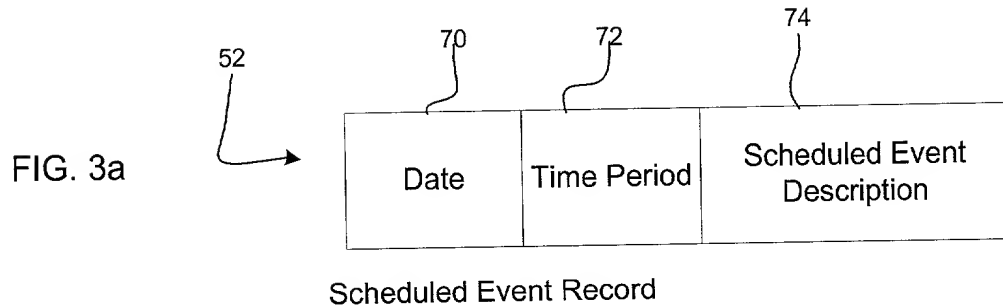 70
72
74
52
FIG. 3a
Date
Time Period
Scheduled Event
Description
Scheduled Event Record